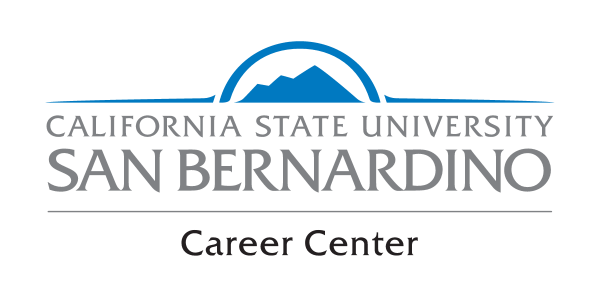 CALIFORNIA STATE UNIVERSITY
SAN BERNARDINO
Career Center